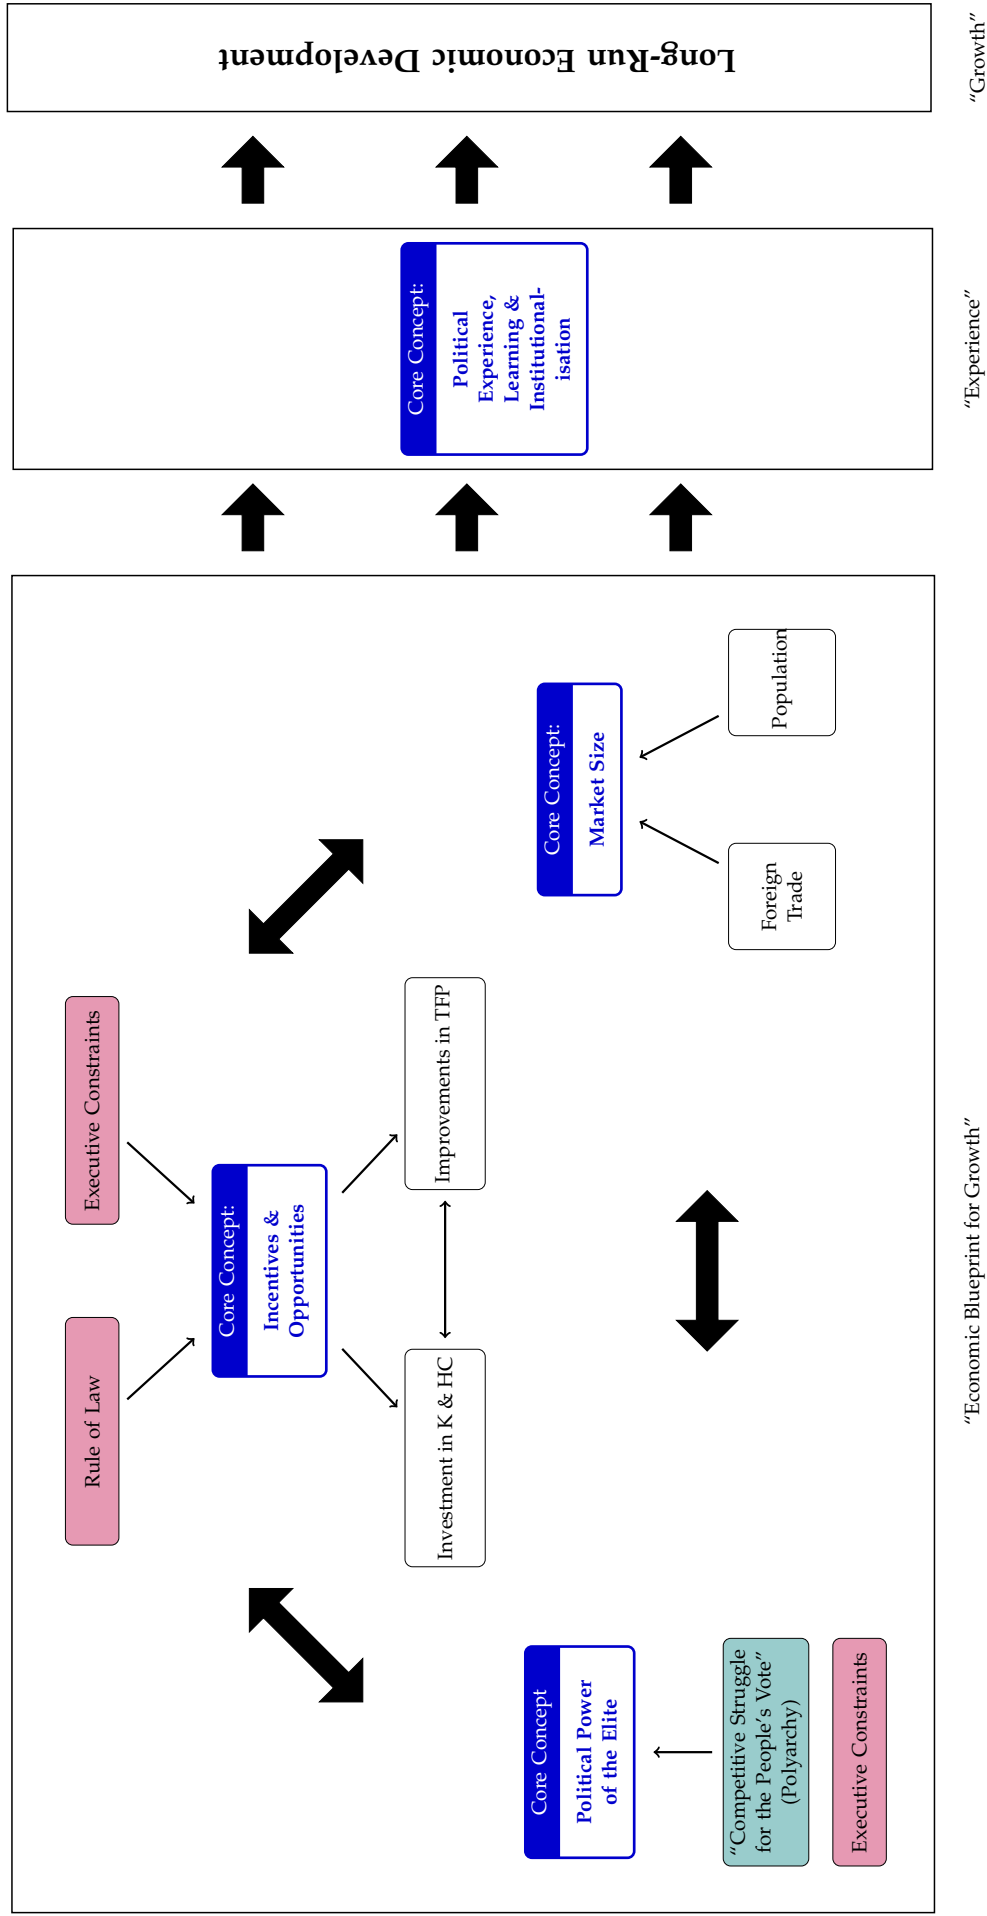 Rule of Law
Executive Constraints
Core Concept:
Incentives &
Opportunities
Investment in K & HC
Improvements in TFP
Core Concept
Political Power
of the Elite
“Competitive Struggle
for the People’s Vote”
(Polyarchy)
Executive Constraints
Core Concept:
Market Size
Foreign
Trade
Population
“Economic Blueprint for Growth”
Core Concept:
Political
Experience,
Learning &
Institutional-
isation
“Experience”
Long-Run Economic Development
“Growth”